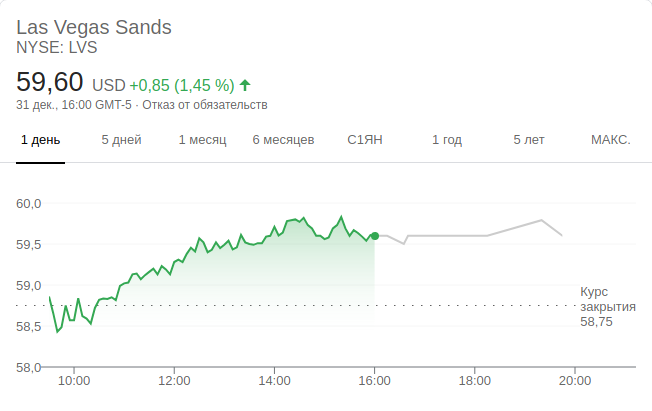 Las Vegas Sands
NYSE: LVS
59,60 USD +0,85 (1,45 %)
31 дек., 16:00 GMT-5 · Отказ от обязательств
1 день 5 дней 1 месяц 6 месяцев С1ЯН 1 год 5 лет МАКС.
60,0
59,5
59,0
58,5
58,0
Курс
закрытия
58,75
10:00 12:00 14:00 16:00 18:00 20:00